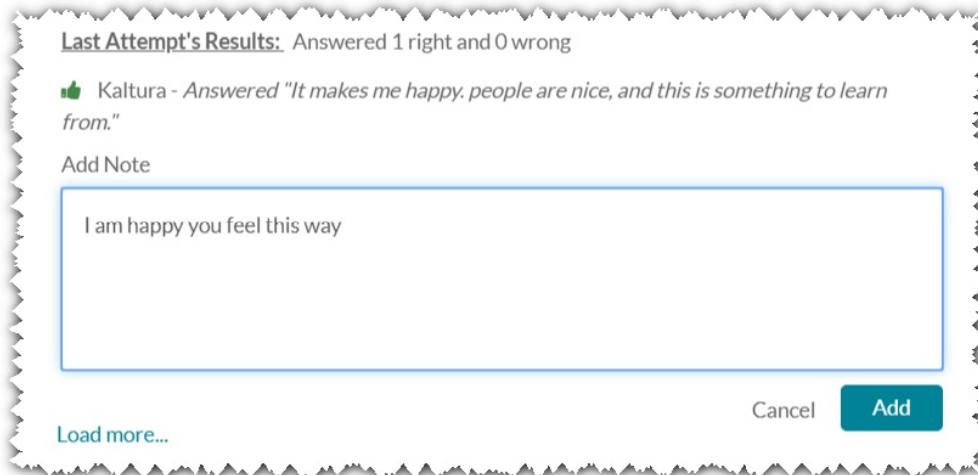 Last Attempt's Results: Answered 1 right and 0 wrong
Kaltura - Answered "It makes me happy. people are nice, and this is something to learn
from."
Add Note
I am happy you feel this way
Cancel Add
Load more...